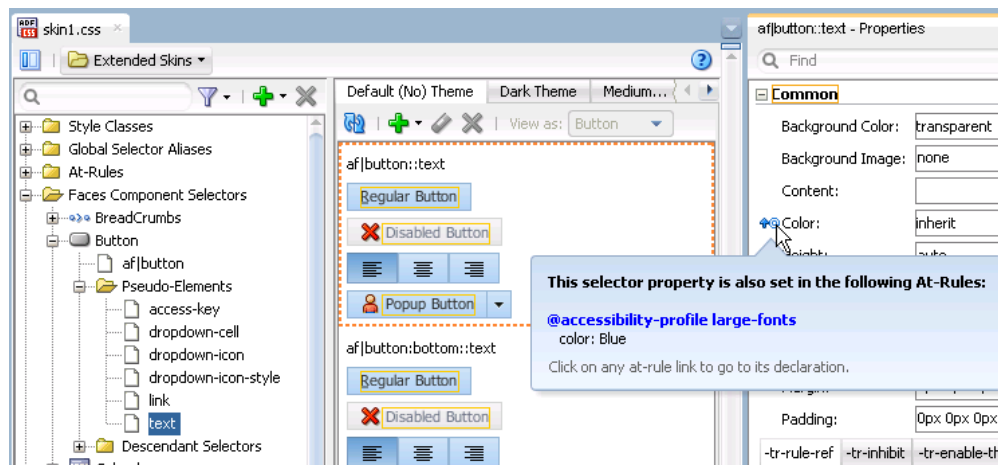 ADF CSS skin1.css
af|button::text - Properties
Extended Skins
Find
Default (No) Theme Dark Theme Medium...
Common
View as: Button
Style Classes
Global Selector Aliases
At-Rules
Faces Component Selectors
BreadCrumbs
Button
af|button
Pseudo-Elements
access-key
dropdown-cell
dropdown-icon
dropdown-icon-style
link
text
Descendant Selectors
af|button::text
Regular Button
Disabled Button
Popup Button
af|button:bottom::text
Regular Button
Disabled Button
Background Color: transparent
Background Image: none
Content:
Color: inherit
Height: auto
This selector property is also set in the following At-Rules:
@accessibility-profile large-fonts
color: Blue
Click on any at-rule link to go to its declaration.
Padding: 0px 0px 0px
-tr-rule-ref -tr-inhibit -tr-enable-th